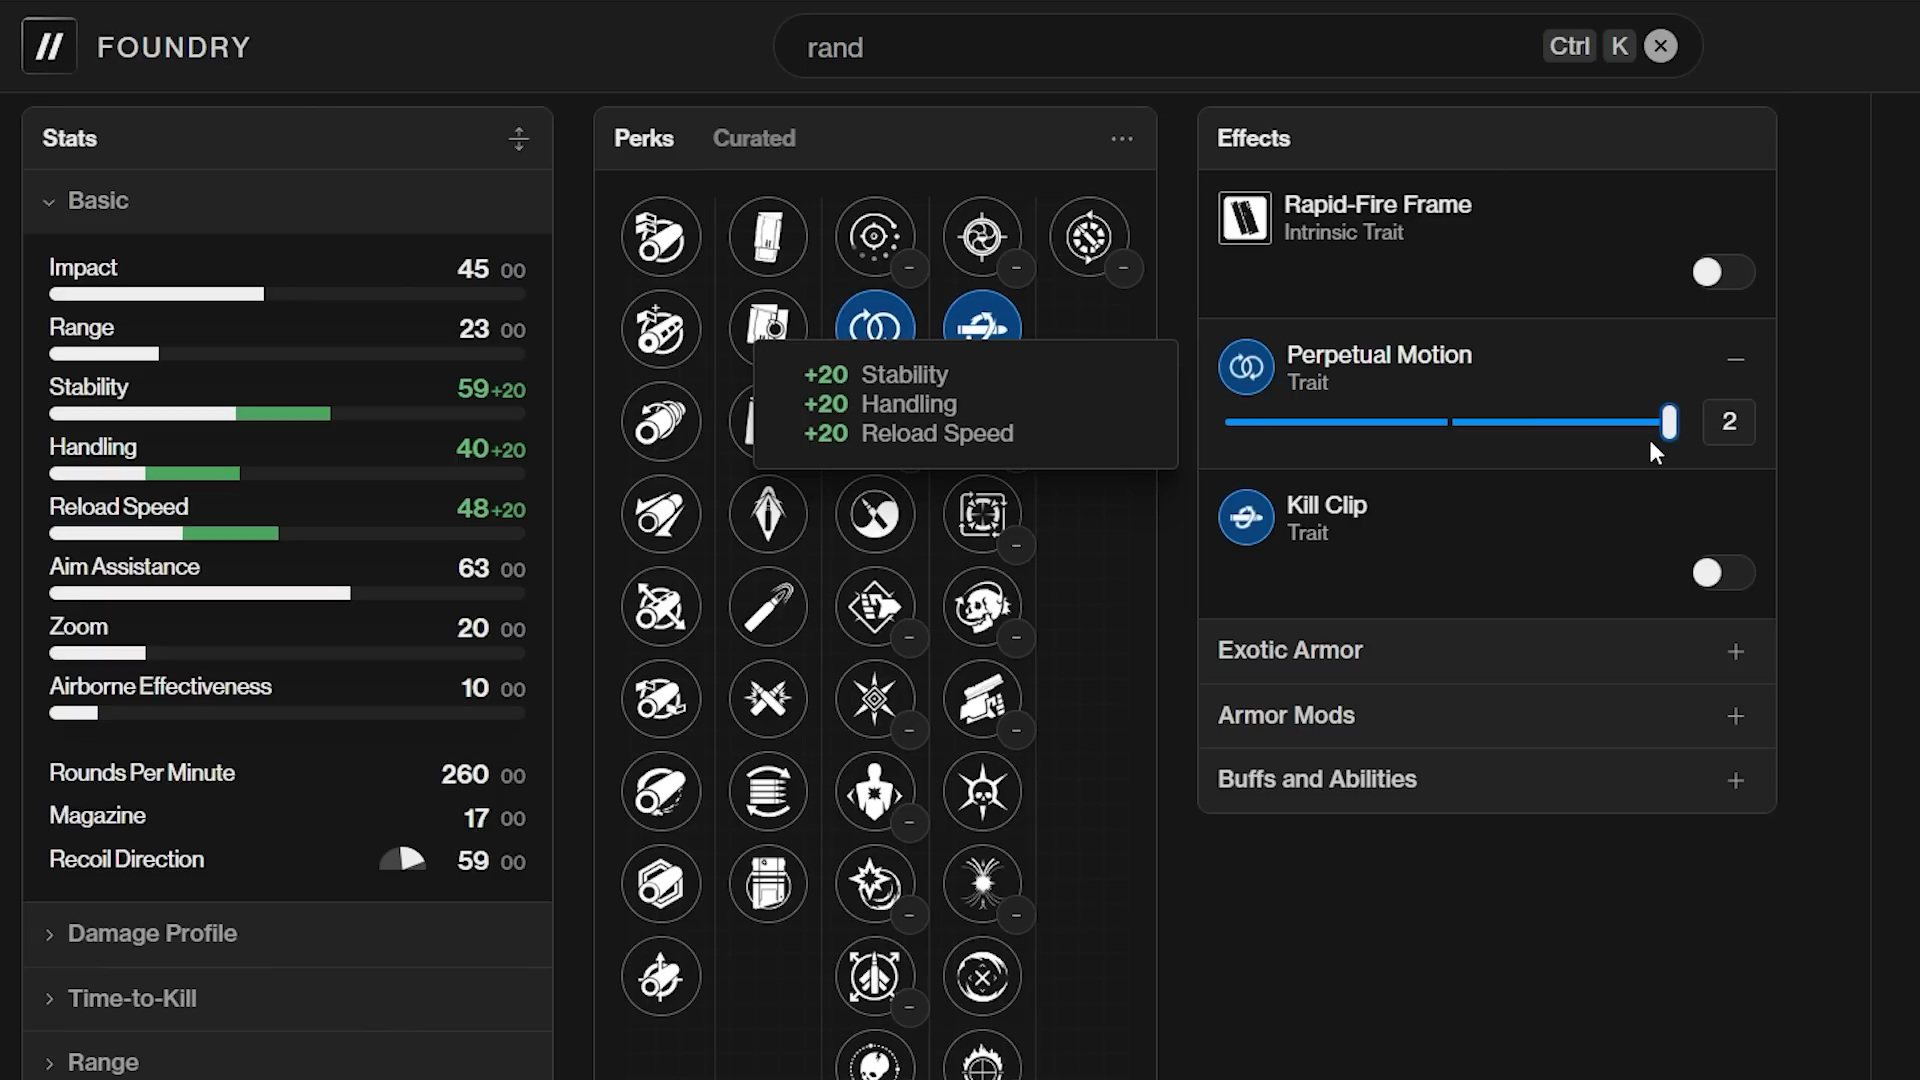 FOUNDRY
rand
Ctrl K
Stats
Basic
Impact 45 00
Range 23 00
Stability 59+20
Handling 40+20
Reload Speed 48+20
Aim Assistance 63 00
Zoom 20 00
Airborne Effectiveness 10 00
Rounds Per Minute 260 00
Magazine 17 00
Recoil Direction 59 00
Damage Profile
Time-to-Kill
Range
Perks Curated
+20 Stability
+20 Handling
+20 Reload Speed
Effects
Rapid-Fire Frame
Intrinsic Trait
Perpetual Motion
Trait
2
Kill Clip
Trait
Exotic Armor
Armor Mods
Buffs and Abilities